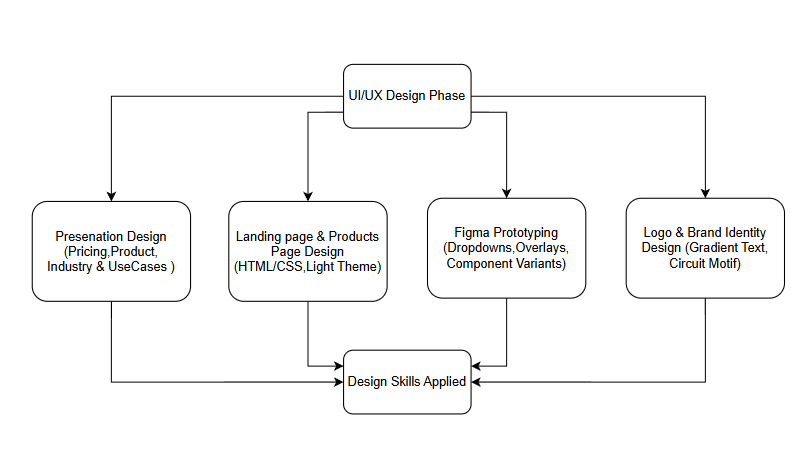 UI/UX Design Phase
Presenation Design
(Pricing,Product,
Industry & UseCases )
Landing page & Products
Page Design
(HTML/CSS,Light Theme)
Figma Prototyping
(Dropdowns,Overlays,
Component Variants)
Logo & Brand Identity
Design (Gradient Text,
Circuit Motif)
Design Skills Applied